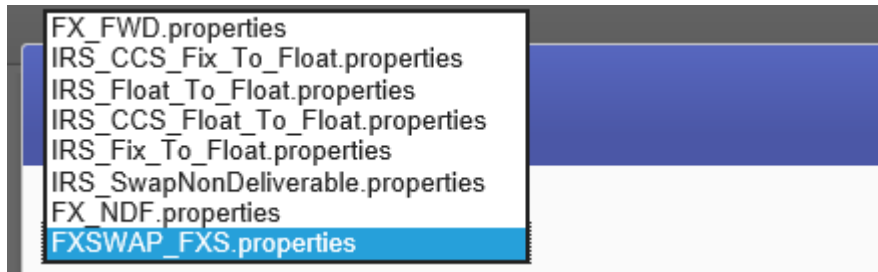 FX_FWD.properties
IRS_CCS_Fix_To_Float.properties
IRS_Float_To_Float.properties
IRS_CCS_Float_To_Float.properties
IRS_Fix_To_Float.properties
IRS_SwapNonDeliverable.properties
FX_NDF.properties
FXSWAP_FXS.properties